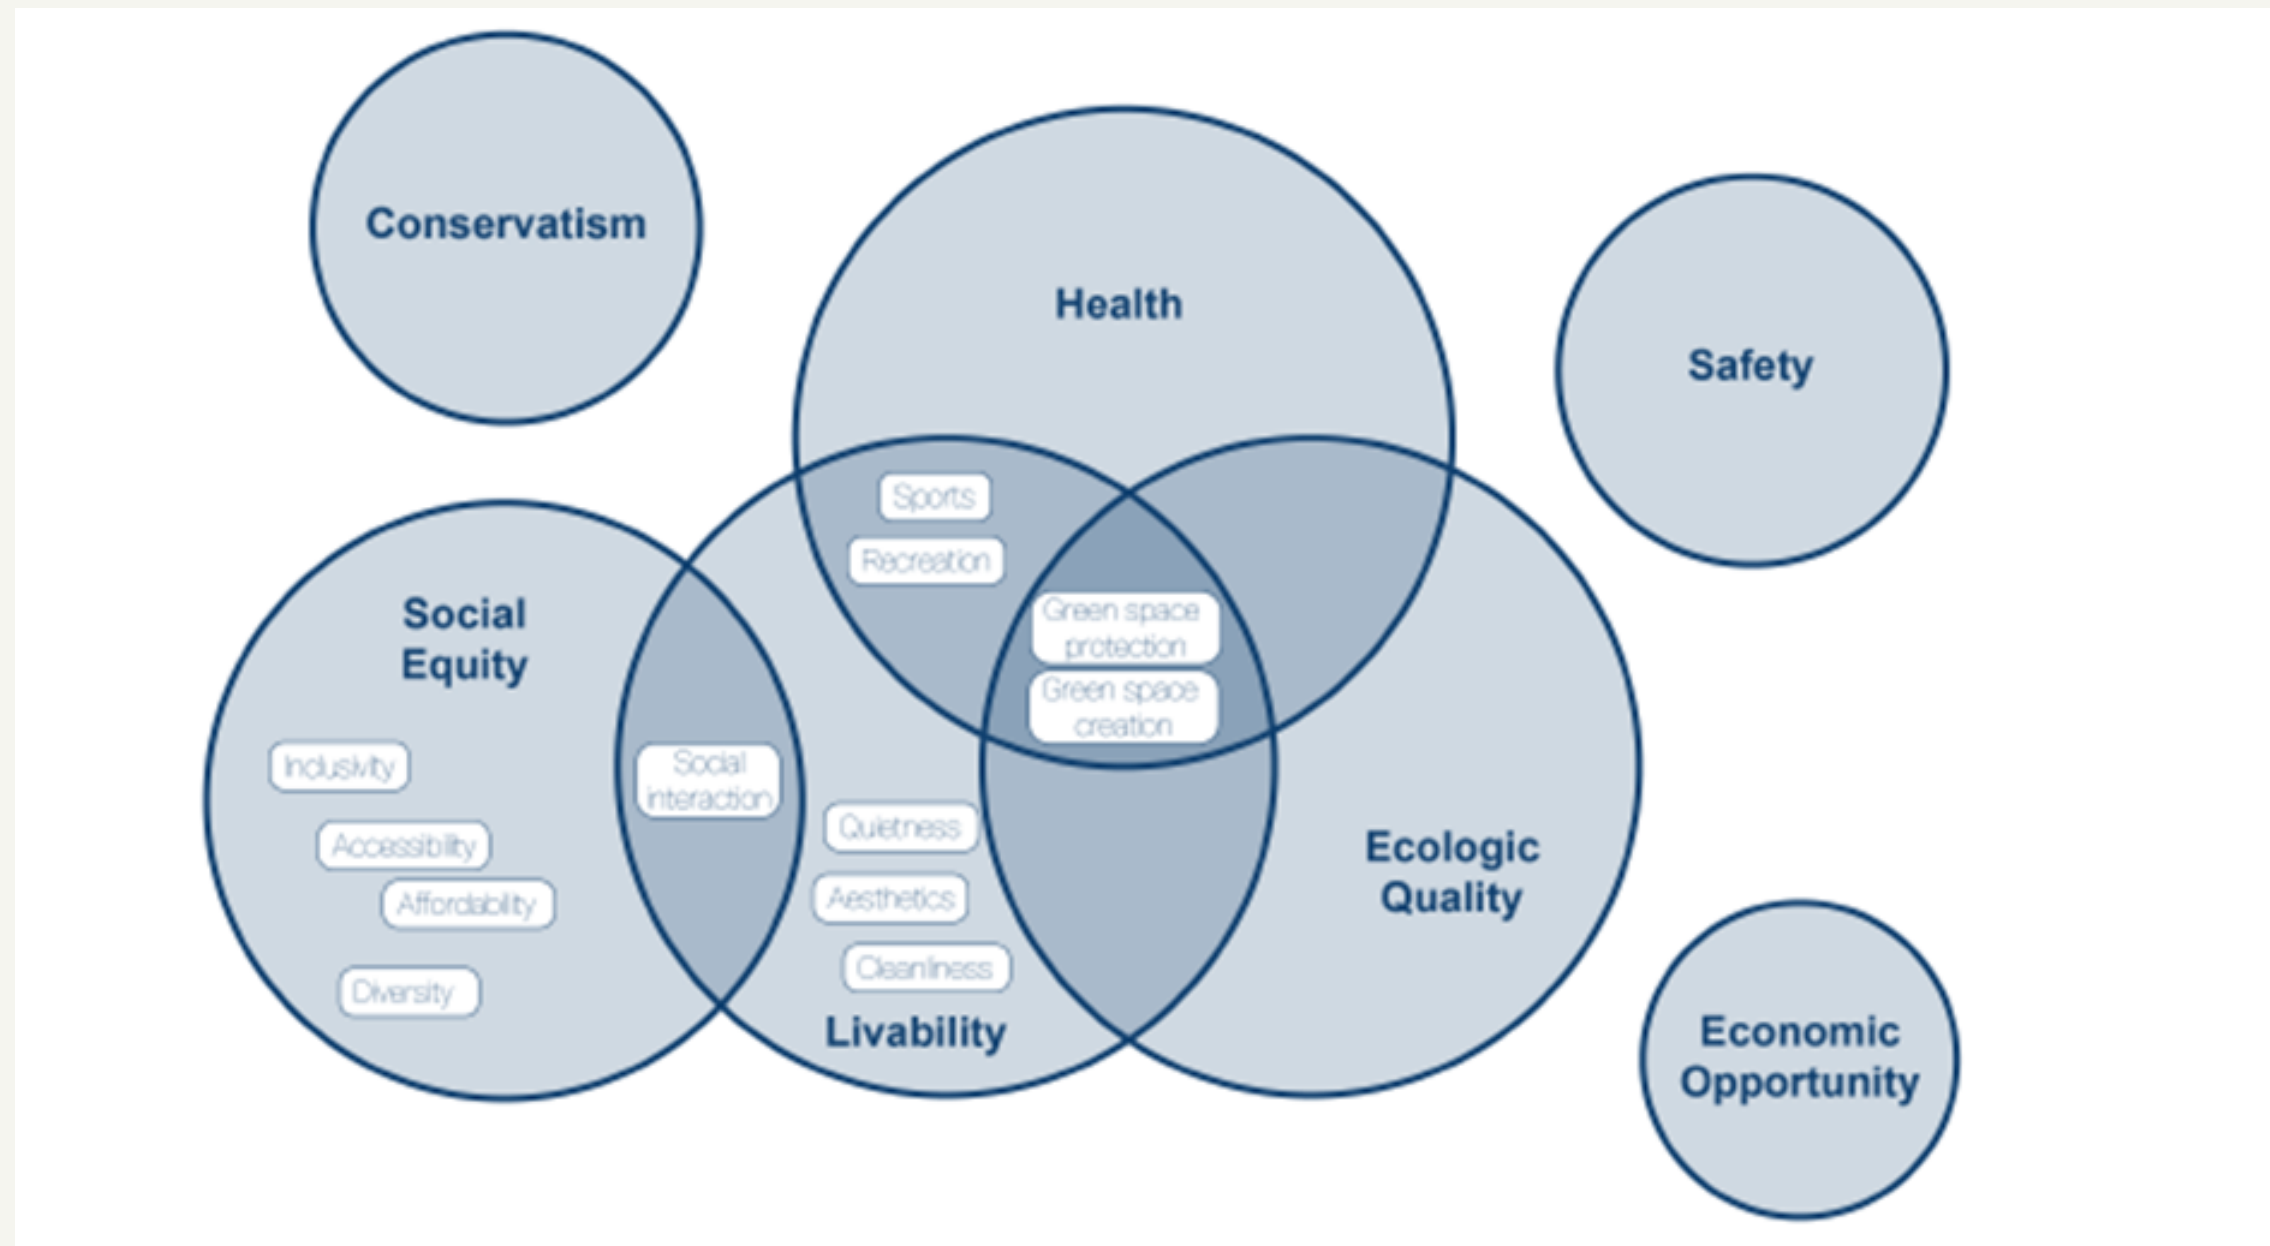 Conservatism
Health
Safety
Sports
Recreation
Green space
protection
Green space
creation
Social
Equity
Inclusivity
Accessibility
Affordability
Diversity
Social
interaction
Quietness
Aesthetics
Cleanliness
Livability
Ecologic
Quality
Economic
Opportunity